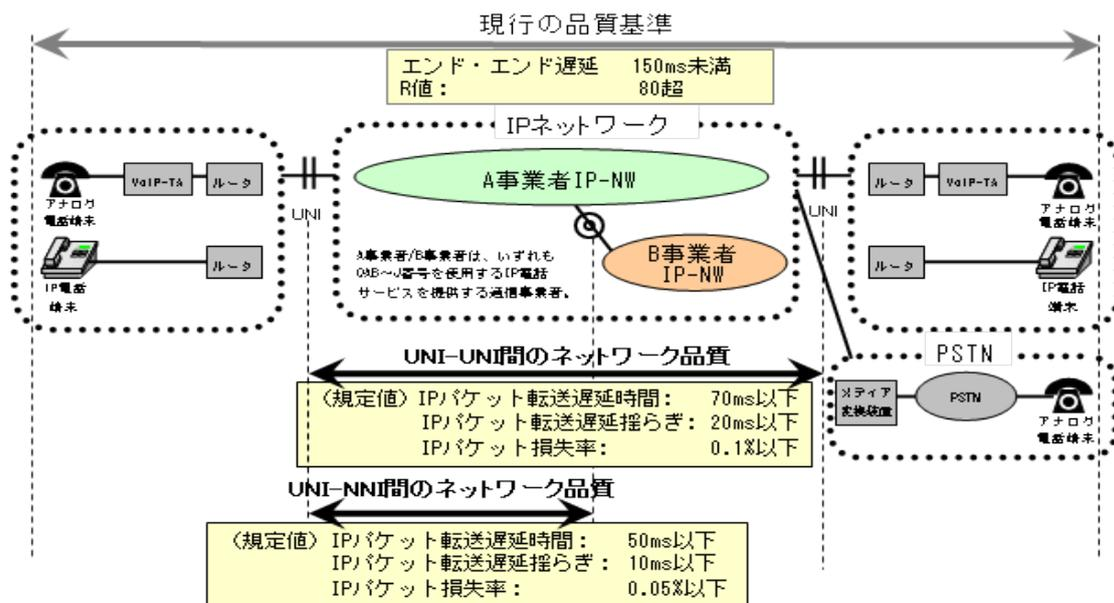 現行の品質基準
エンド・エンド遅延 150ms未満
R値： 80超
IPネットワーク
アナログ
電話端末
VoIP-TA
ルータ
IP電話
端末
ルータ
UNI
A事業者IP-NW
B事業者
IP-NW
A事業者/B事業者は、いずれも
0AB～J番号を使用するIP電話
サービスを提供する通信事業者。
UNI
ルータ
VoIP-TA
アナログ
電話端末
ルータ
IP電話
端末
PSTN
メディア
変換装置
PSTN
アナログ
電話端末
UNI-UNI間のネットワーク品質
（規定値）IPパケット転送遅延時間： 70ms以下
IPパケット転送遅延揺らぎ： 20ms以下
IPパケット損失率： 0.1%以下
UNI-NNI間のネットワーク品質
（規定値）IPパケット転送遅延時間： 50ms以下
IPパケット転送遅延揺らぎ： 10ms以下
IPパケット損失率： 0.05%以下